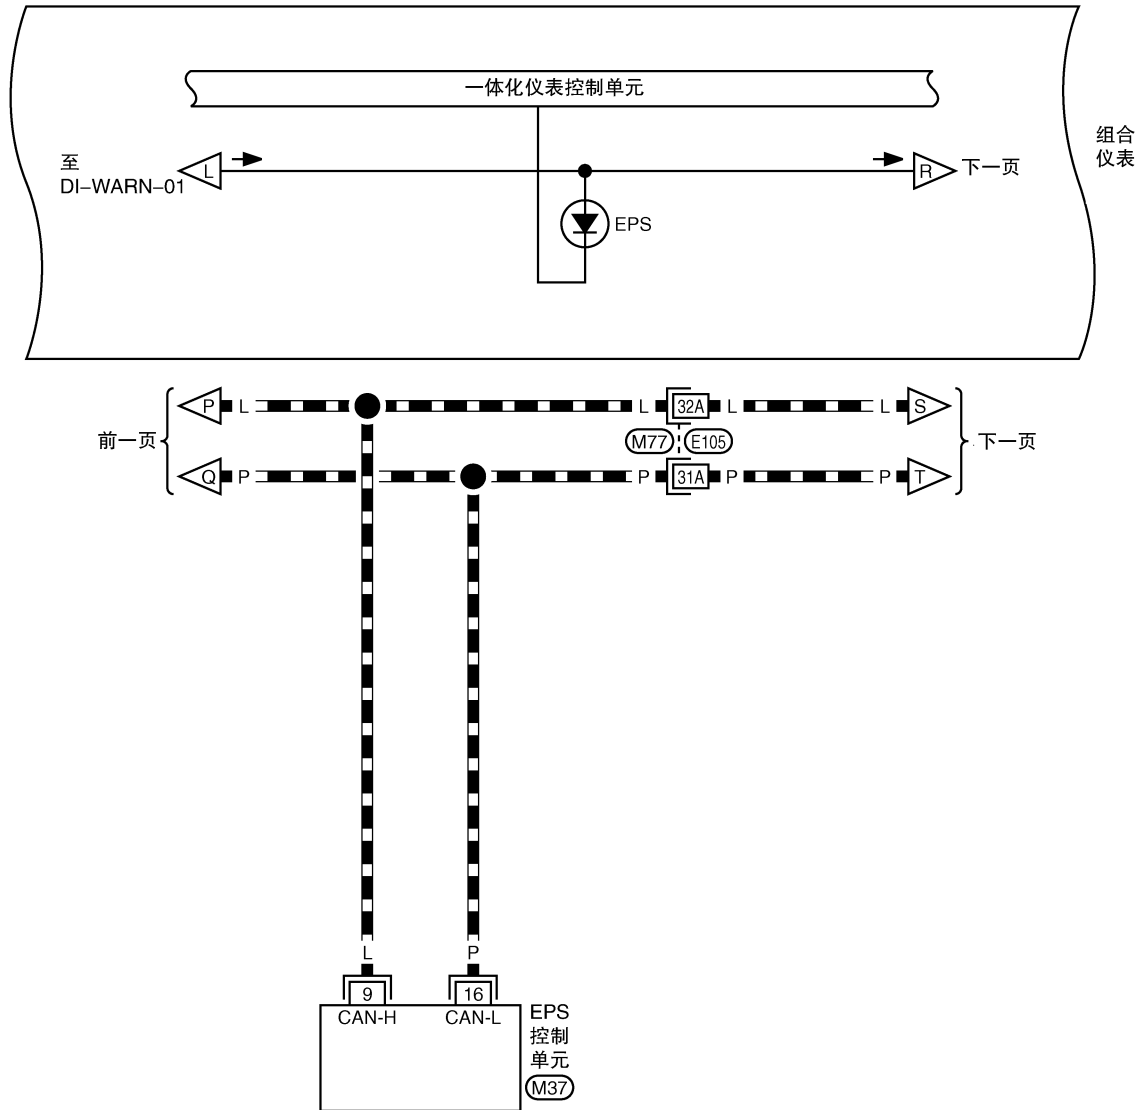 一体化仪表控制单元
组合
仪表
至
DI–WARN–01
L
R
下一页
EPS
P
L
L
32A
L
L
S
前一页
M77
E105
下一页
Q
P
P
31A
P
P
T
L
P
9
16
CAN-H
CAN-L
EPS
控制
单元
M37